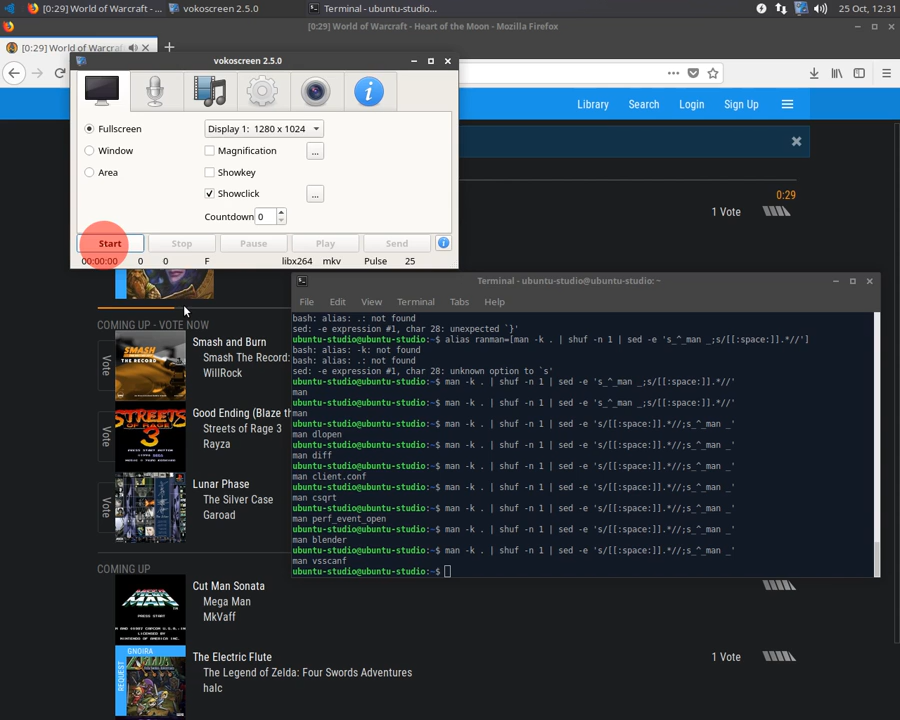 [0:29] World of Warcraft - ...
vokoscreen 2.5.0
Terminal - ubuntu-studio...
25 Oct, 12:31
[0:29] World of Warcraft - Heart of the Moon - Mozilla Firefox
[0:29] World of Warcra
Library Search Login Sign Up
vokoscreen 2.5.0
Fullscreen
Display 1: 1280 x 1024
Window
Magnification
...
Area
Showkey
Showclick
...
Countdown 0
Start Stop Pause Play Send
00:00:00 0 0 F libx264 mkv Pulse 25
0:29
1 Vote
COMING UP - VOTE NOW
Vote
SMASH
THE RECORD
Smash and Burn
Smash The Record:
WillRock
Vote
STREETS
OF RAGE
3
Good Ending (Blaze th
Streets of Rage 3
Rayza
Vote
Lunar Phase
The Silver Case
Garoad
COMING UP
MEGA
MAN
Cut Man Sonata
Mega Man
MkVaff
GNOIRA
REQUEST
The Electric Flute
The Legend of Zelda: Four Swords Adventures
halc
1 Vote
Terminal - ubuntu-studio@ubuntu-studio: ~
File Edit View Terminal Tabs Help
bash: alias: .: not found
sed: -e expression #1, char 28: unexpected `}'
ubuntu-studio@ubuntu-studio:~$ alias ranman=[man -k . | shuf -n 1 | sed -e 's_^_man _;s/[[:space:]].*//']
bash: alias: -k: not found
bash: alias: .: not found
sed: -e expression #1, char 28: unknown option to `s'
ubuntu-studio@ubuntu-studio:~$ man -k . | shuf -n 1 | sed -e 's_^_man _;s/[[:space:]].*//'
man
ubuntu-studio@ubuntu-studio:~$ man -k . | shuf -n 1 | sed -e 's_^_man _;s/[[:space:]].*//'
man
ubuntu-studio@ubuntu-studio:~$ man -k . | shuf -n 1 | sed -e 's/[[:space:]].*//;s_^_man _'
man dlopen
ubuntu-studio@ubuntu-studio:~$ man -k . | shuf -n 1 | sed -e 's/[[:space:]].*//;s_^_man _'
man diff
ubuntu-studio@ubuntu-studio:~$ man -k . | shuf -n 1 | sed -e 's/[[:space:]].*//;s_^_man _'
man client.conf
ubuntu-studio@ubuntu-studio:~$ man -k . | shuf -n 1 | sed -e 's/[[:space:]].*//;s_^_man _'
man csqrt
ubuntu-studio@ubuntu-studio:~$ man -k . | shuf -n 1 | sed -e 's/[[:space:]].*//;s_^_man _'
man perf_event_open
ubuntu-studio@ubuntu-studio:~$ man -k . | shuf -n 1 | sed -e 's/[[:space:]].*//;s_^_man _'
man blender
ubuntu-studio@ubuntu-studio:~$ man -k . | shuf -n 1 | sed -e 's/[[:space:]].*//;s_^_man _'
man vsscanf
ubuntu-studio@ubuntu-studio:~$